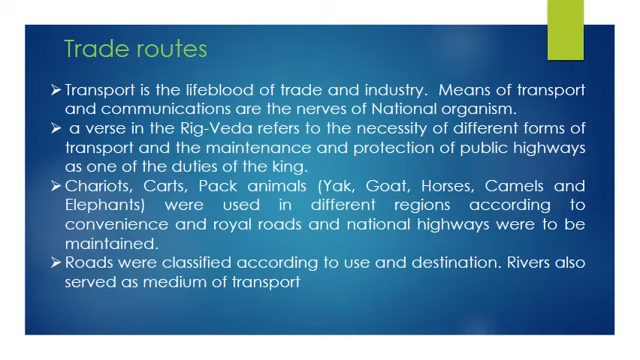 Trade routes
➢ Transport is the lifeblood of trade and industry. Means of transport
and communications are the nerves of National organism.
➢ a verse in the Rig-Veda refers to the necessity of different forms of
transport and the maintenance and protection of public highways
as one of the duties of the king.
➢ Chariots, Carts, Pack animals (Yak, Goat, Horses, Camels and
Elephants) were used in different regions according to
convenience and royal roads and national highways were to be
maintained.
➢ Roads were classified according to use and destination. Rivers also
served as medium of transport